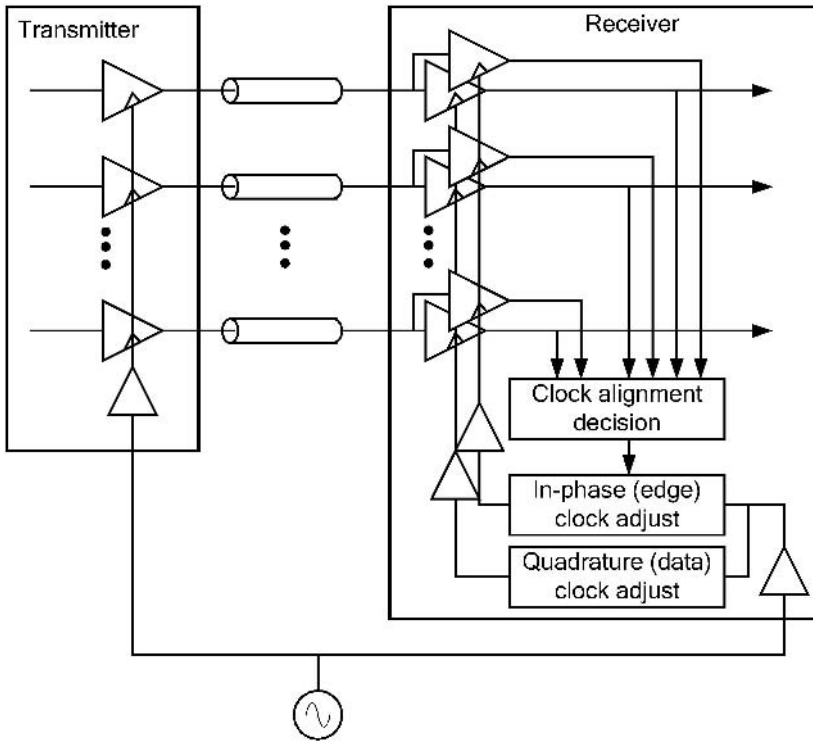 Transmitter
Receiver
Clock alignment
decision
In-phase (edge)
clock adjust
Quadrature (data)
clock adjust